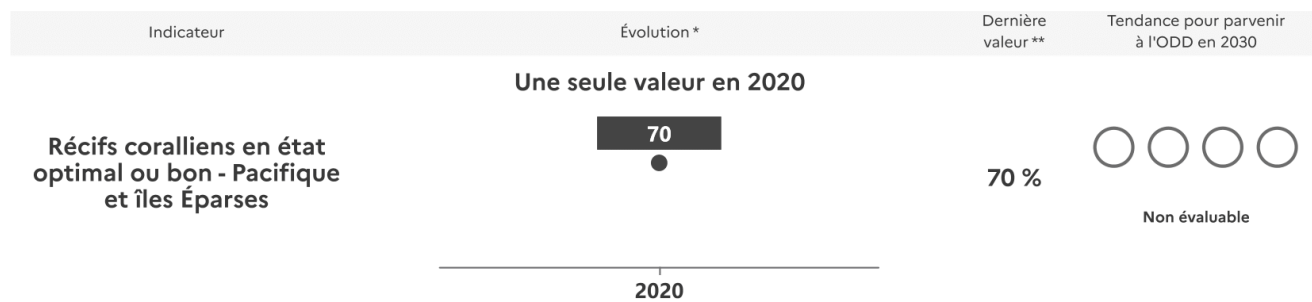 Indicateur
Évolution *
Dernière
valeur **
Tendance pour parvenir
à l'ODD en 2030
Récifs coralliens en état
optimal ou bon - Pacifique
et îles Éparses
Une seule valeur en 2020
70
2020
70 %
Non évaluable